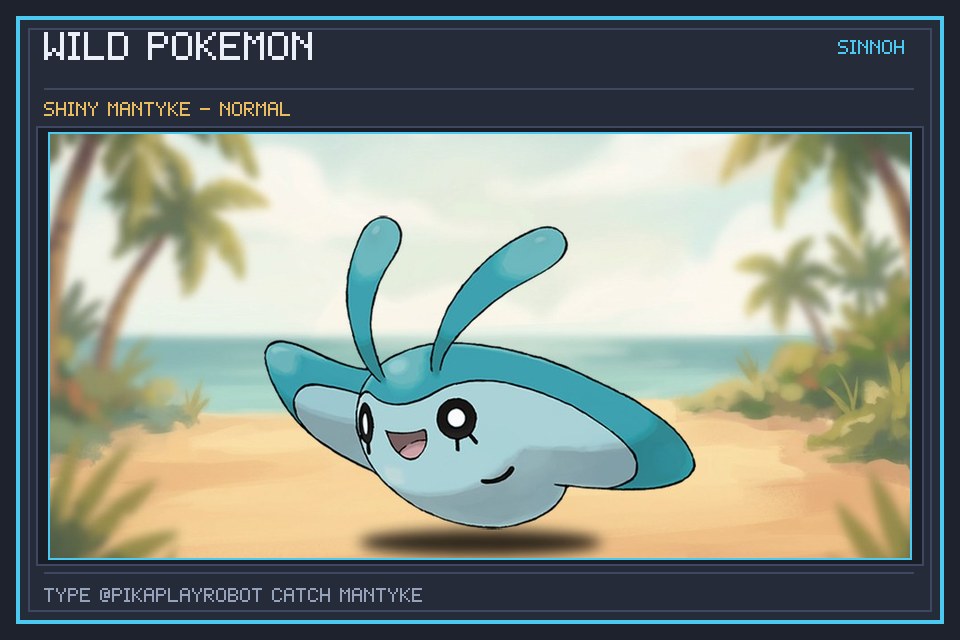 WILD POKEMON
SINNOH
SHINY MANTYKE - NORMAL
TYPE @PIKAPLAYROBOT CATCH MANTYKE